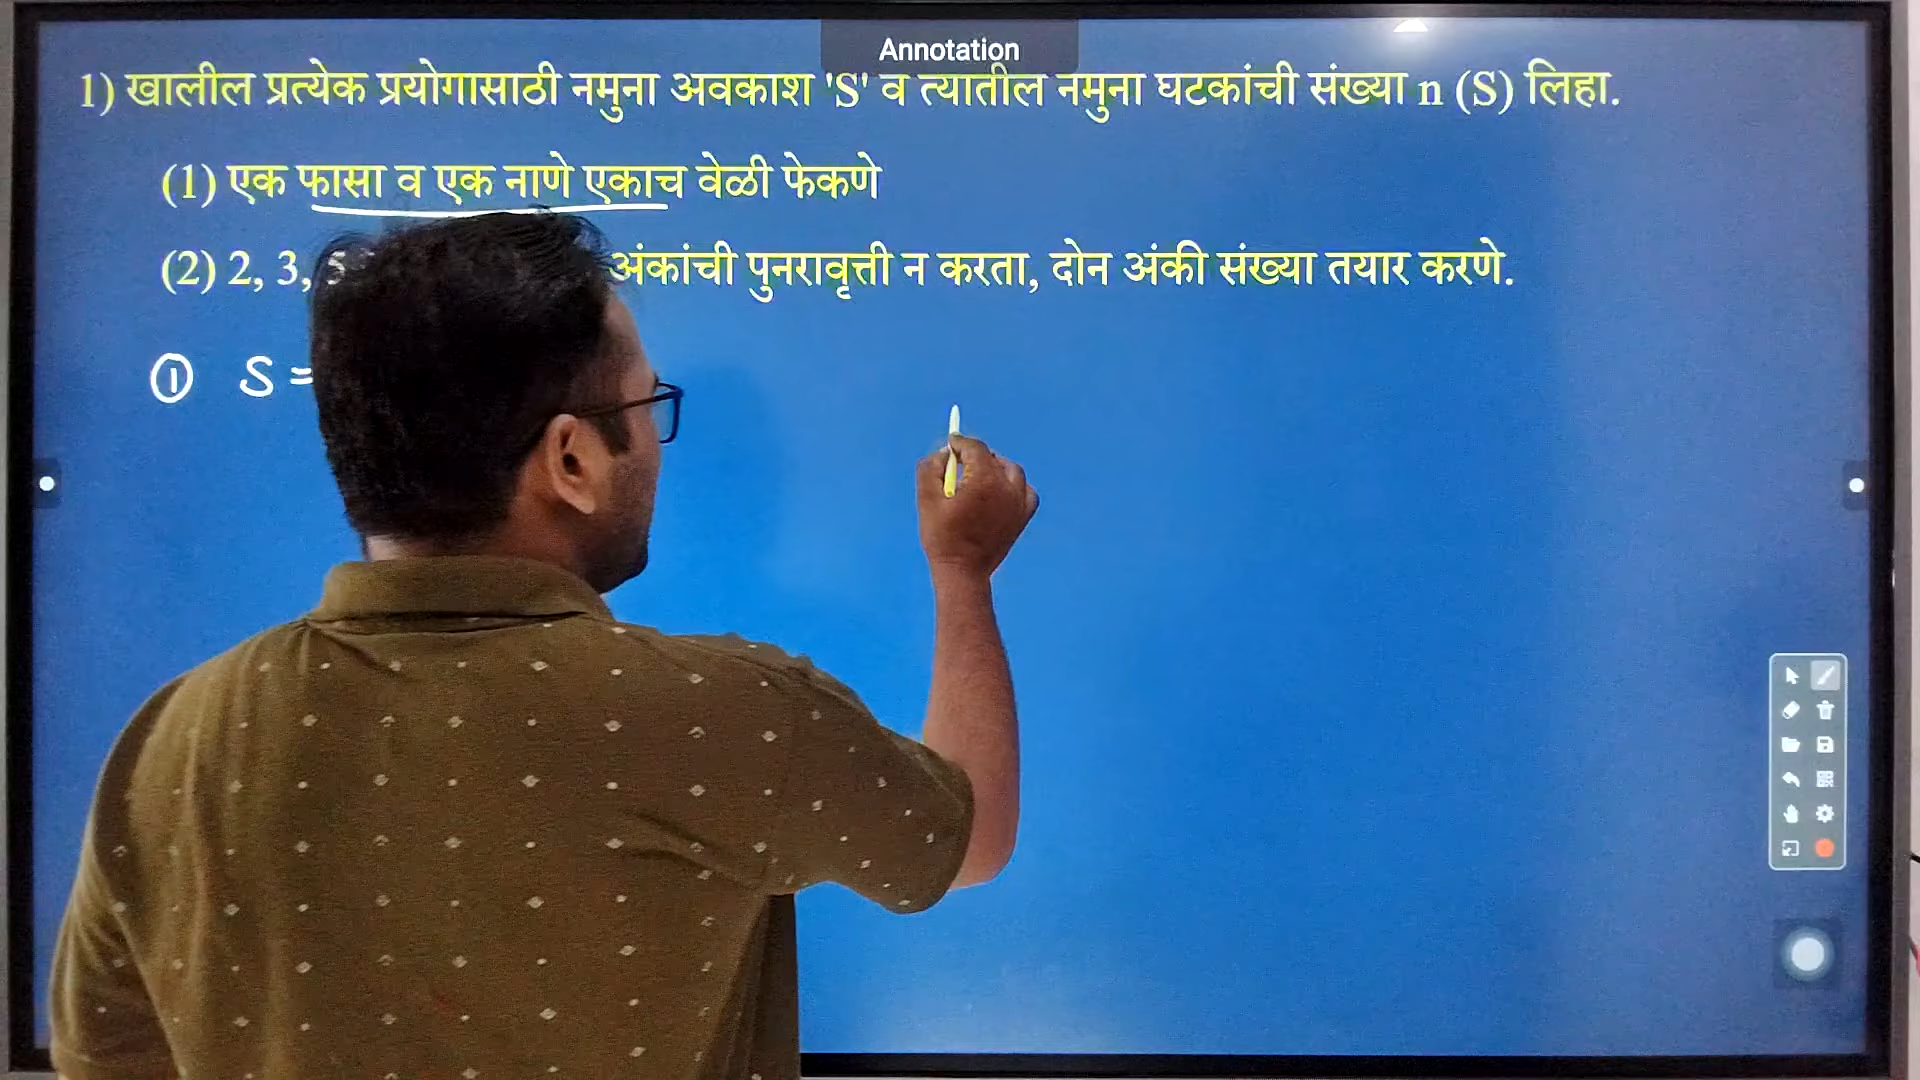 Annotation
1) खालील प्रत्येक प्रयोगासाठी नमुना अवकाश 'S' व त्यातील नमुना घटकांची संख्या n (S) लिहा.
(1) एक फासा व एक नाणे एकाच वेळी फेकणे
(2) 2, 3, 5 अंकांची पुनरावृत्ती न करता, दोन अंकी संख्या तयार करणे.
① S =